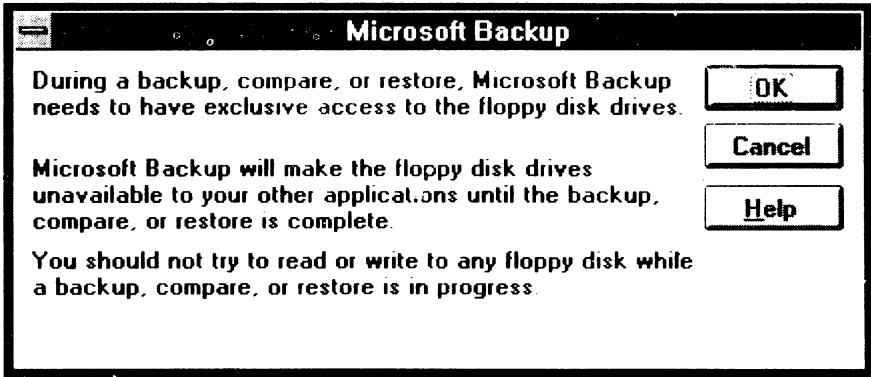 Microsoft Backup
During a backup, compare, or restore, Microsoft Backup
needs to have exclusive access to the floppy disk drives.
Microsoft Backup will make the floppy disk drives
unavailable to your other applications until the backup,
compare, or restore is complete.
You should not try to read or write to any floppy disk while
a backup, compare, or restore is in progress.
OK
Cancel
Help